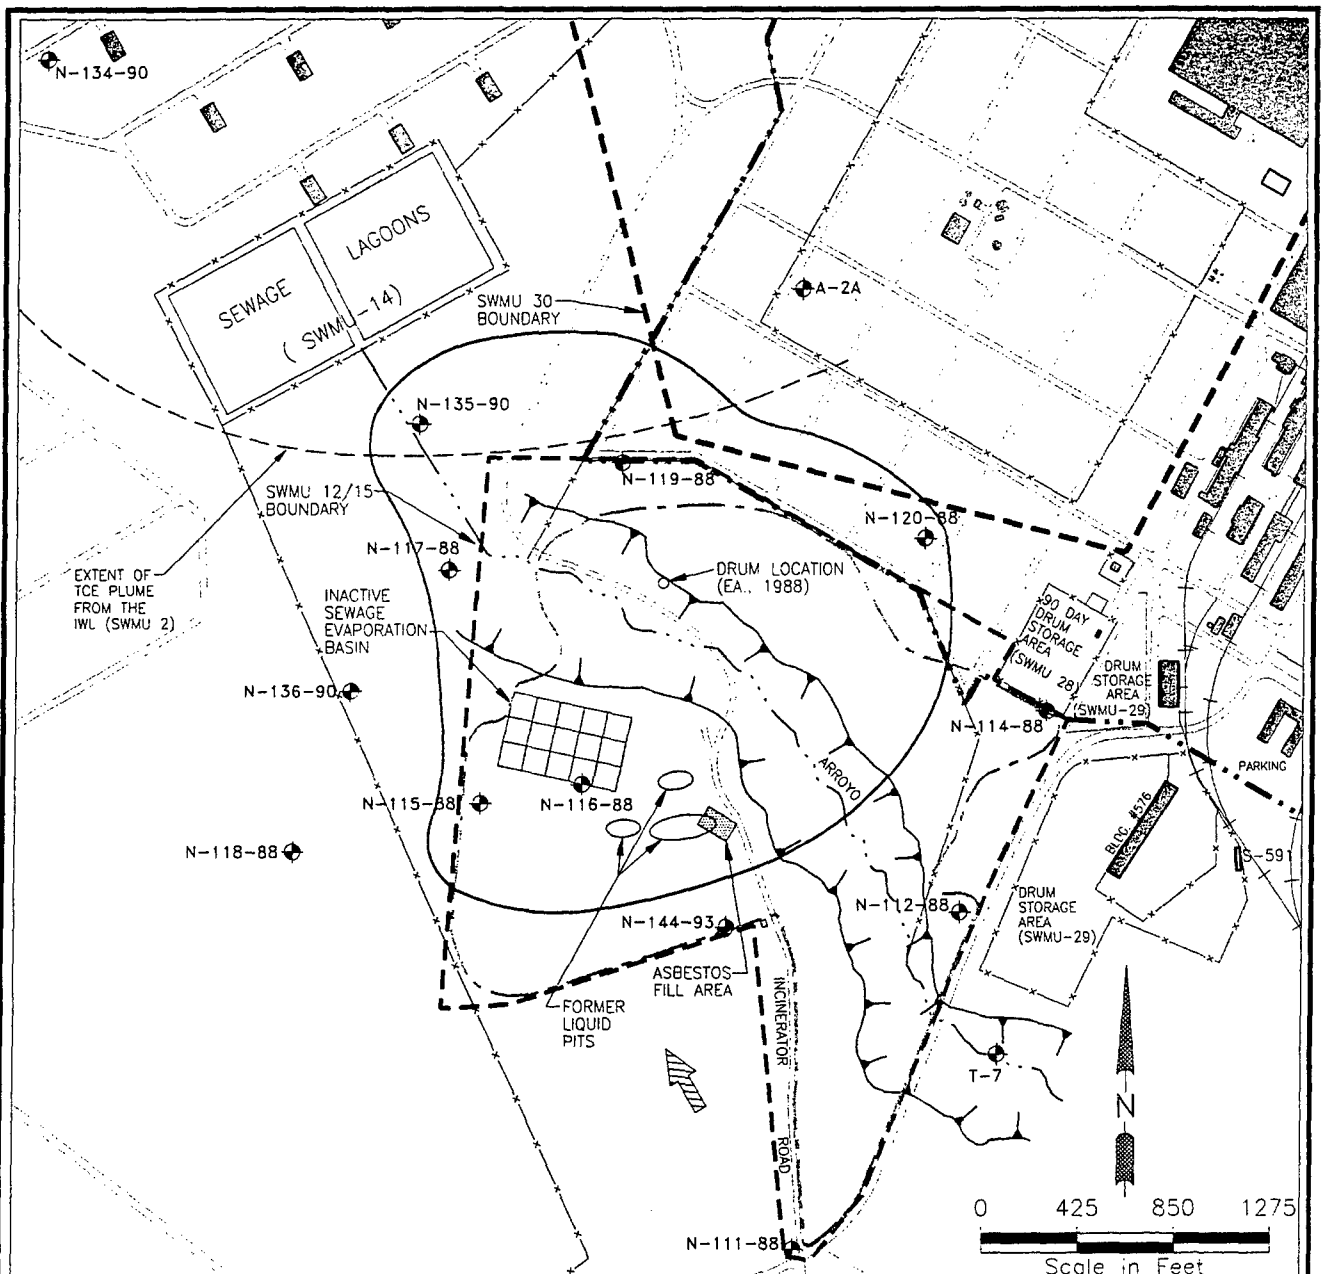 N-134-90
SEWAGE
LAGOONS
( SWMU-14)
SWMU 30
BOUNDARY
A-2A
N-135-90
N-119-88
SWMU 12/15
BOUNDARY
N-120-88
N-117-88
EXTENT OF
TCE PLUME
FROM THE
IWL (SWMU 2)
DRUM LOCATION
(EA., 1988)
INACTIVE
SEWAGE
EVAPORATION
BASIN
90 DAY
DRUM
STORAGE
AREA
(SWMU 28)
DRUM
STORAGE
AREA
(SWMU-29)
N-136-90
N-114-88
ARROYO
PARKING
N-115-88
N-116-88
BLDG. #576
N-118-88
S-591
N-112-88
DRUM
STORAGE
AREA
(SWMU-29)
N-144-93
ASBESTOS
FILL AREA
FORMER
LIQUID
PITS
INCINERATOR
ROAD
T-7
N
N-111-88
0 425 850 1275
Scale in Feet